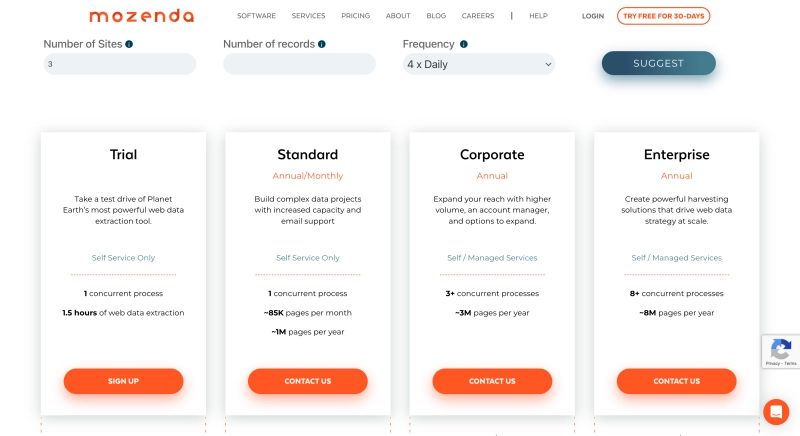 mozenda
SOFTWARE SERVICES PRICING ABOUT BLOG CAREERS | HELP LOGIN TRY FREE FOR 30-DAYS
Number of Sites Number of records Frequency
3 4 x Daily SUGGEST
Trial
Take a test drive of Planet
Earth's most powerful web data
extraction tool.
Self Service Only
1 concurrent process
1.5 hours of web data extraction
SIGN UP
Standard
Annual/Monthly
Build complex data projects
with increased capacity and
email support
Self Service Only
1 concurrent process
~85K pages per month
~1M pages per year
CONTACT US
Corporate
Annual
Expand your reach with higher
volume, an account manager,
and options to expand.
Self / Managed Services
3+ concurrent processes
~3M pages per year
CONTACT US
Enterprise
Annual
Create powerful harvesting
solutions that drive web data
strategy at scale.
Self / Managed Services
8+ concurrent processes
~8M pages per year
CONTACT US
Privacy - Terms